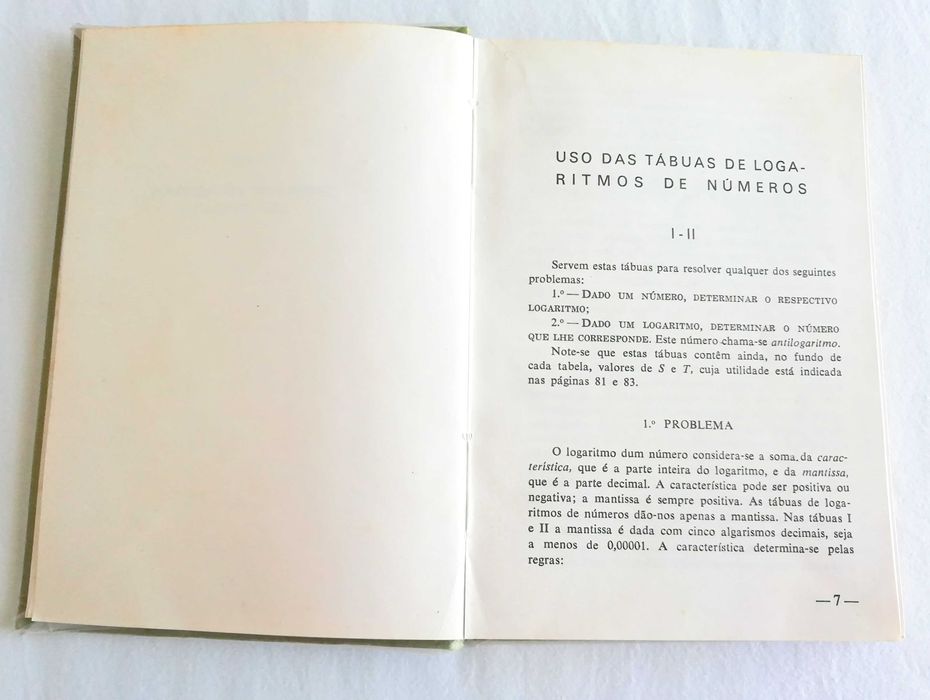 USO DAS TÁBUAS DE LOGA-
RITMOS DE NÚMEROS
I - II
Servem estas tábuas para resolver qualquer dos seguintes
problemas:
1.º — DADO UM NÚMERO, DETERMINAR O RESPECTIVO
LOGARITMO;
2.º — DADO UM LOGARITMO, DETERMINAR O NÚMERO
QUE LHE CORRESPONDE. Este número chama-se antilogaritmo.
Note-se que estas tábuas contêm ainda, no fundo de
cada tabela, valores de S e T, cuja utilidade está indicada
nas páginas 81 e 83.
1.º PROBLEMA
O logaritmo dum número considera-se a soma da carac-
terística, que é a parte inteira do logaritmo, e da mantissa,
que é a parte decimal. A característica pode ser positiva ou
negativa; a mantissa é sempre positiva. As tábuas de loga-
ritmos de números dão-nos apenas a mantissa. Nas tábuas I
e II a mantissa é dada com cinco algarismos decimais, seja
a menos de 0,00001. A característica determina-se pelas
regras:
— 7 —